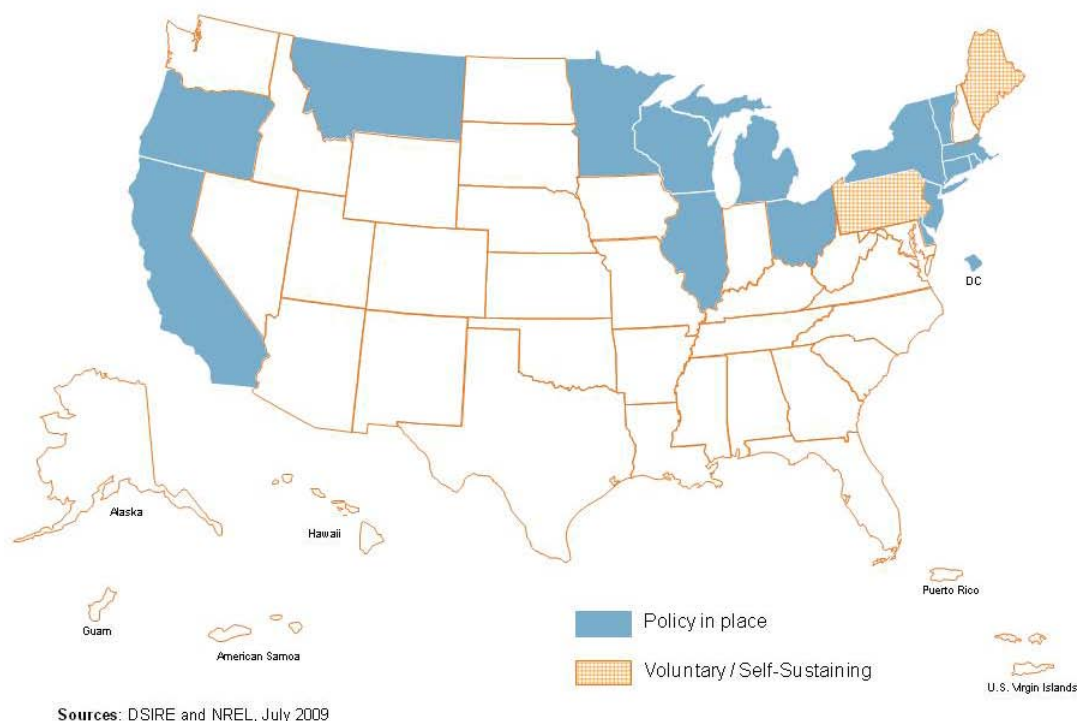 DC
Alaska
Hawaii
Puerto Rico
Guam
American Samoa
Policy in place
Voluntary / Self-Sustaining
U.S. Virgin Islands
Sources: DSIRE and NREL, July 2009